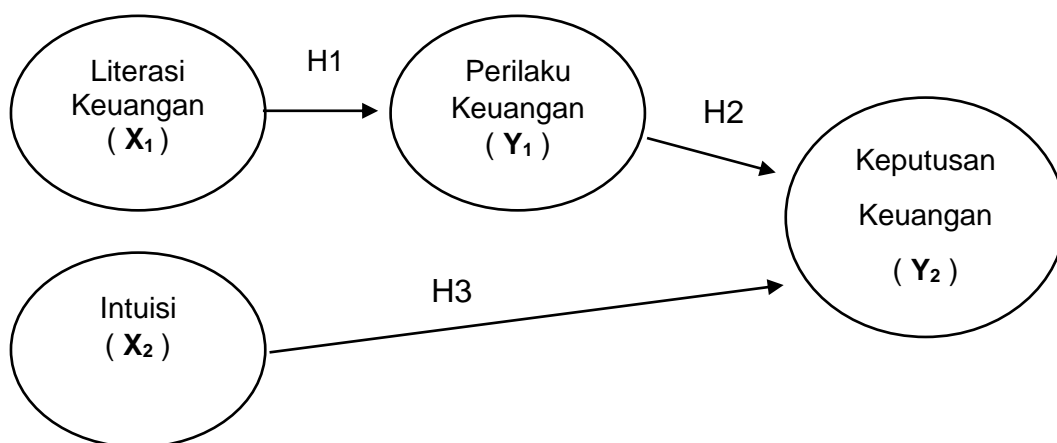 Literasi
Keuangan
( X₁ )
H1
Perilaku
Keuangan
( Y₁ )
H2
Keputusan
Keuangan
( Y₂ )
Intuisi
( X₂ )
H3